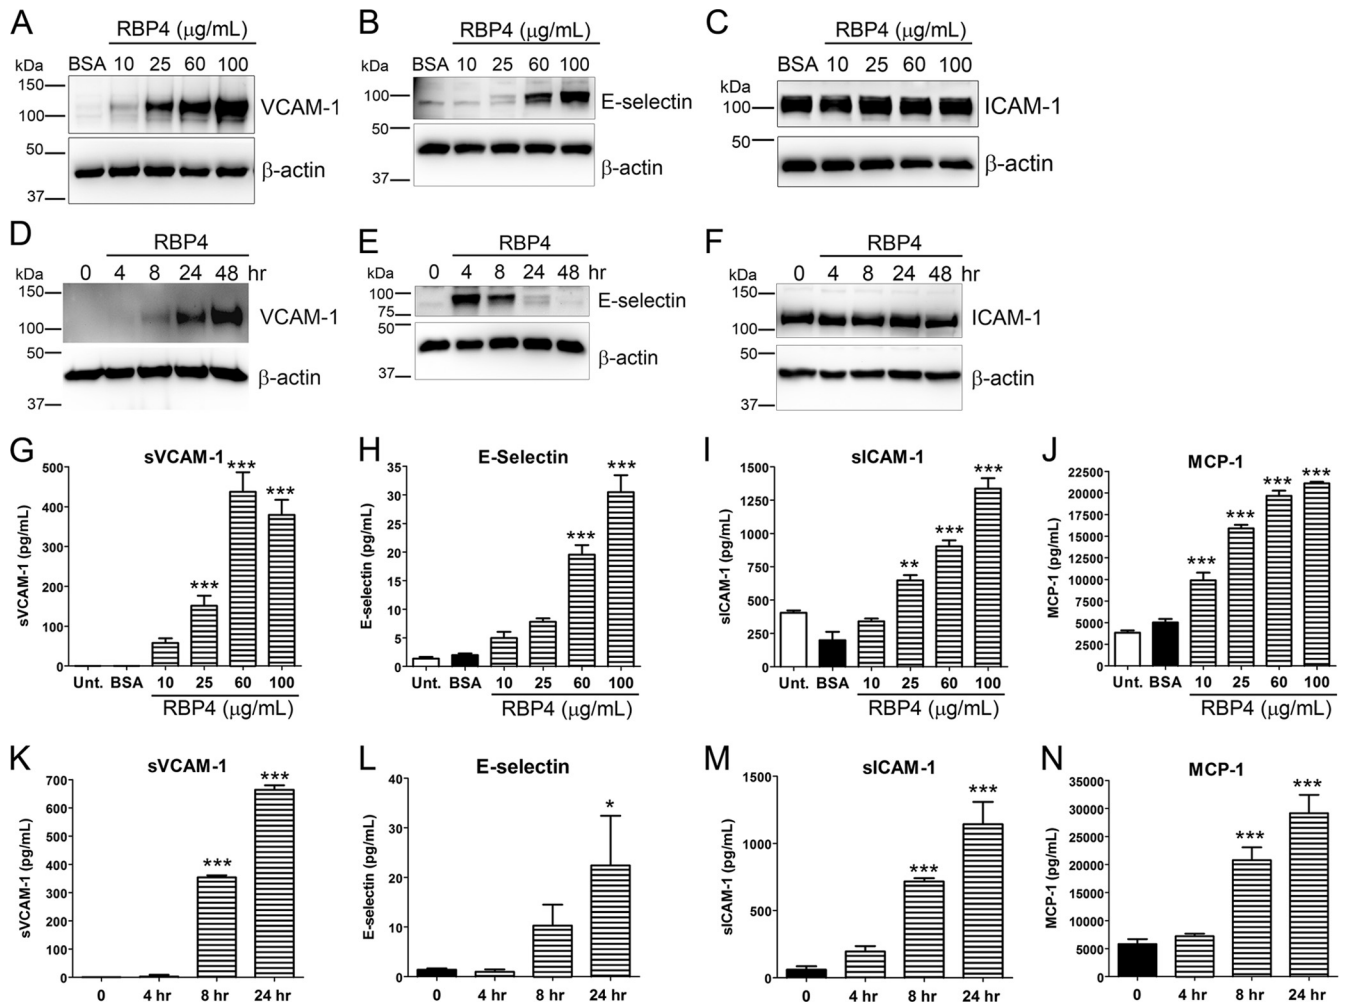 A
RBP4 (µg/mL)
kDa BSA 10 25 60 100
150
100
VCAM-1
50
37
β-actin
B
RBP4 (µg/mL)
kDa BSA 10 25 60 100
100
E-selectin
50
37
β-actin
C
RBP4 (µg/mL)
BSA 10 25 60 100
kDa
100
ICAM-1
50
β-actin
D
RBP4
kDa 0 4 8 24 48 hr
150
100
VCAM-1
50
37
β-actin
E
RBP4
kDa 0 4 8 24 48 hr
100
75
E-selectin
50
37
β-actin
F
RBP4
kDa 0 4 8 24 48 hr
150
100
ICAM-1
50
37
β-actin
G
sVCAM-1
sVCAM-1 (pg/mL)
500
400
300
200
100
0
*** *** ***
Unt. BSA 10 25 60 100
RBP4 (µg/mL)
H
E-Selectin
E-selectin (pg/mL)
35
30
25
20
15
10
5
0
*** ***
Unt. BSA 10 25 60 100
RBP4 (µg/mL)
I
sICAM-1
sICAM-1 (pg/mL)
1500
1250
1000
750
500
250
0
** *** ***
Unt. BSA 10 25 60 100
RBP4 (µg/mL)
J
MCP-1
MCP-1 (pg/mL)
22500
20000
17500
15000
12500
10000
7500
5000
2500
0
*** *** *** ***
Unt. BSA 10 25 60 100
RBP4 (µg/mL)
K
sVCAM-1
sVCAM-1 (pg/mL)
700
600
500
400
300
200
100
0
*** ***
0 4 hr 8 hr 24 hr
L
E-selectin
E-selectin (pg/mL)
40
30
20
10
0
*
0 4 hr 8 hr 24 hr
M
sICAM-1
sICAM-1 (pg/mL)
1500
1000
500
0
*** ***
0 4 hr 8 hr 24 hr
N
MCP-1
MCP-1 (pg/mL)
35000
30000
25000
20000
15000
10000
5000
0
*** ***
0 4 hr 8 hr 24 hr